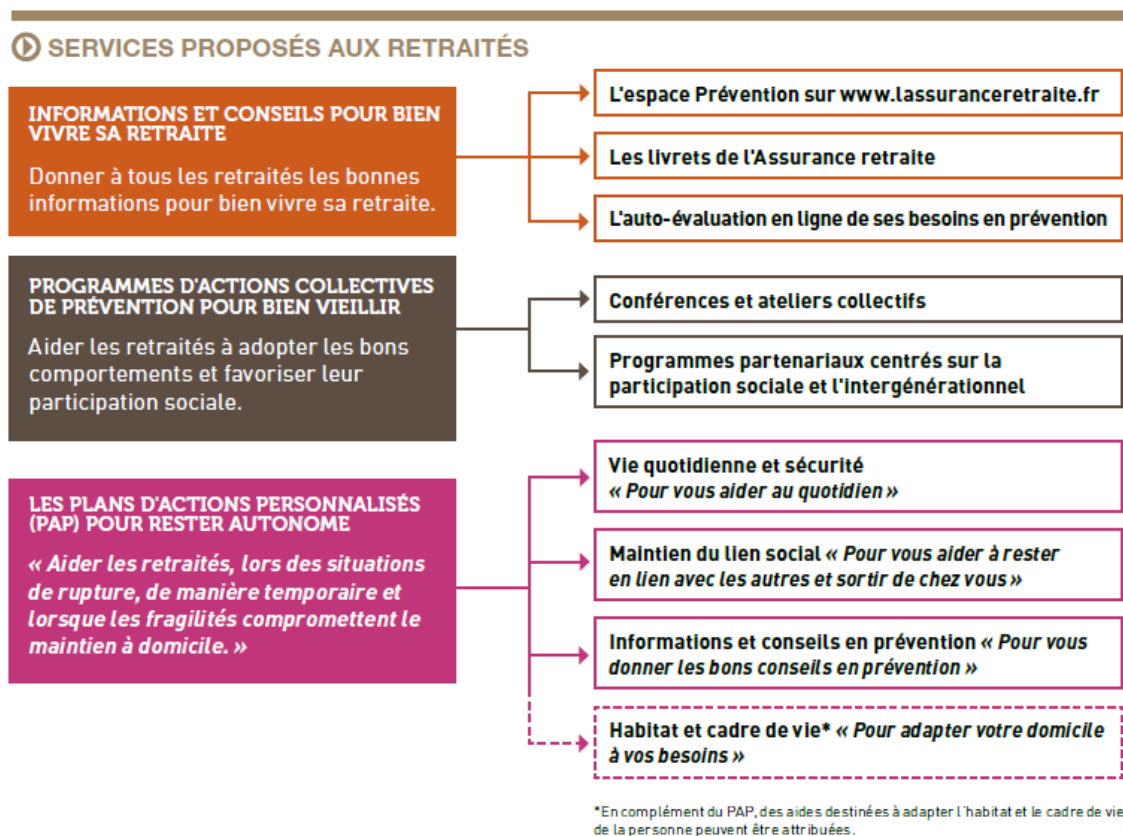 SERVICES PROPOSÉS AUX RETRAITÉS
INFORMATIONS ET CONSEILS POUR BIEN
VIVRE SA RETRAITE
Donner à tous les retraités les bonnes
informations pour bien vivre sa retraite.
L'espace Prévention sur www.lassuranceretraite.fr
Les livrets de l'Assurance retraite
L'auto-évaluation en ligne de ses besoins en prévention
PROGRAMMES D'ACTIONS COLLECTIVES
DE PRÉVENTION POUR BIEN VIEILLIR
Aider les retraités à adopter les bons
comportements et favoriser leur
participation sociale.
Conférences et ateliers collectifs
Programmes partenariaux centrés sur la
participation sociale et l'intergénérationnel
LES PLANS D'ACTIONS PERSONNALISÉS
(PAP) POUR RESTER AUTONOME
« Aider les retraités, lors des situations
de rupture, de manière temporaire et
lorsque les fragilités compromettent le
maintien à domicile. »
Vie quotidienne et sécurité
« Pour vous aider au quotidien »
Maintien du lien social « Pour vous aider à rester
en lien avec les autres et sortir de chez vous »
Informations et conseils en prévention « Pour vous
donner les bons conseils en prévention »
Habitat et cadre de vie* « Pour adapter votre domicile
à vos besoins »
*En complément du PAP, des aides destinées à adapter l'habitat et le cadre de vie
de la personne peuvent être attribuées.